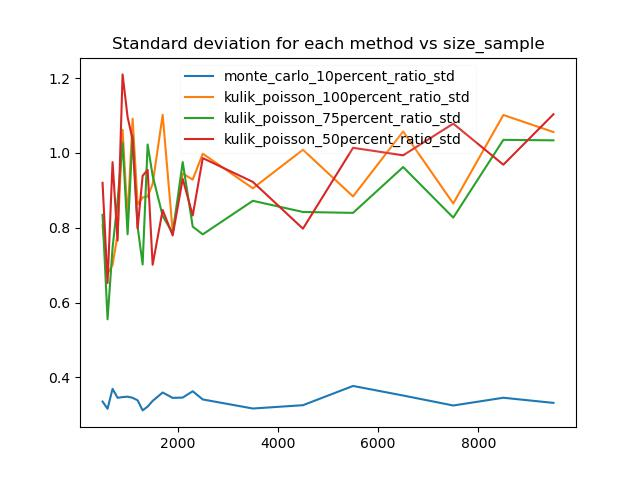 Standard deviation for each method vs size_sample
monte_carlo_10percent_ratio_std
kulik_poisson_100percent_ratio_std
kulik_poisson_75percent_ratio_std
kulik_poisson_50percent_ratio_std
1.2
1.0
0.8
0.6
0.4
2000 4000 6000 8000